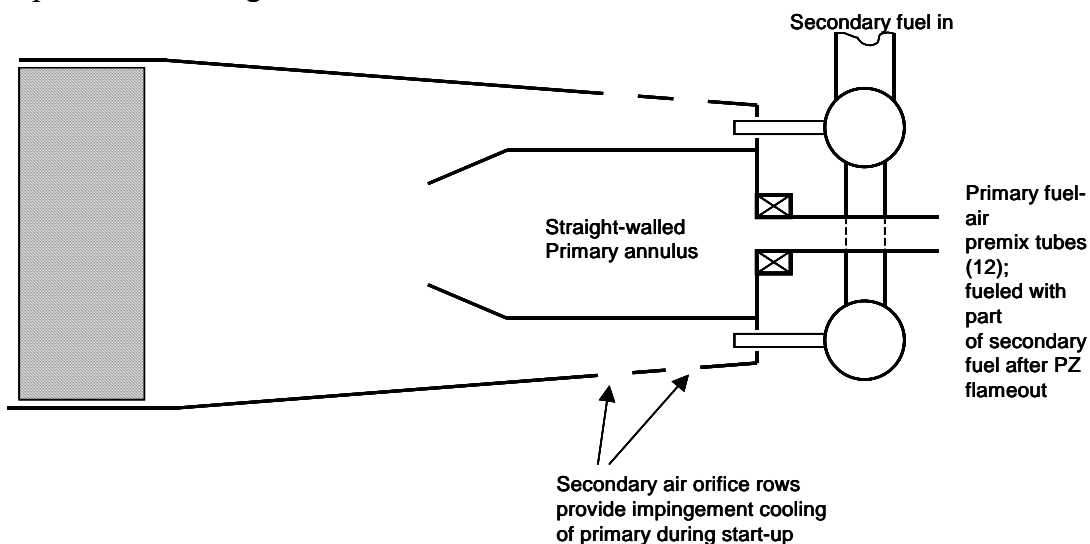 Secondary fuel in
Straight-walled
Primary annulus
Primary fuel-
air
premix tubes
(12);
fueled with
part
of secondary
fuel after PZ
flameout
Secondary air orifice rows
provide impingement cooling
of primary during start-up